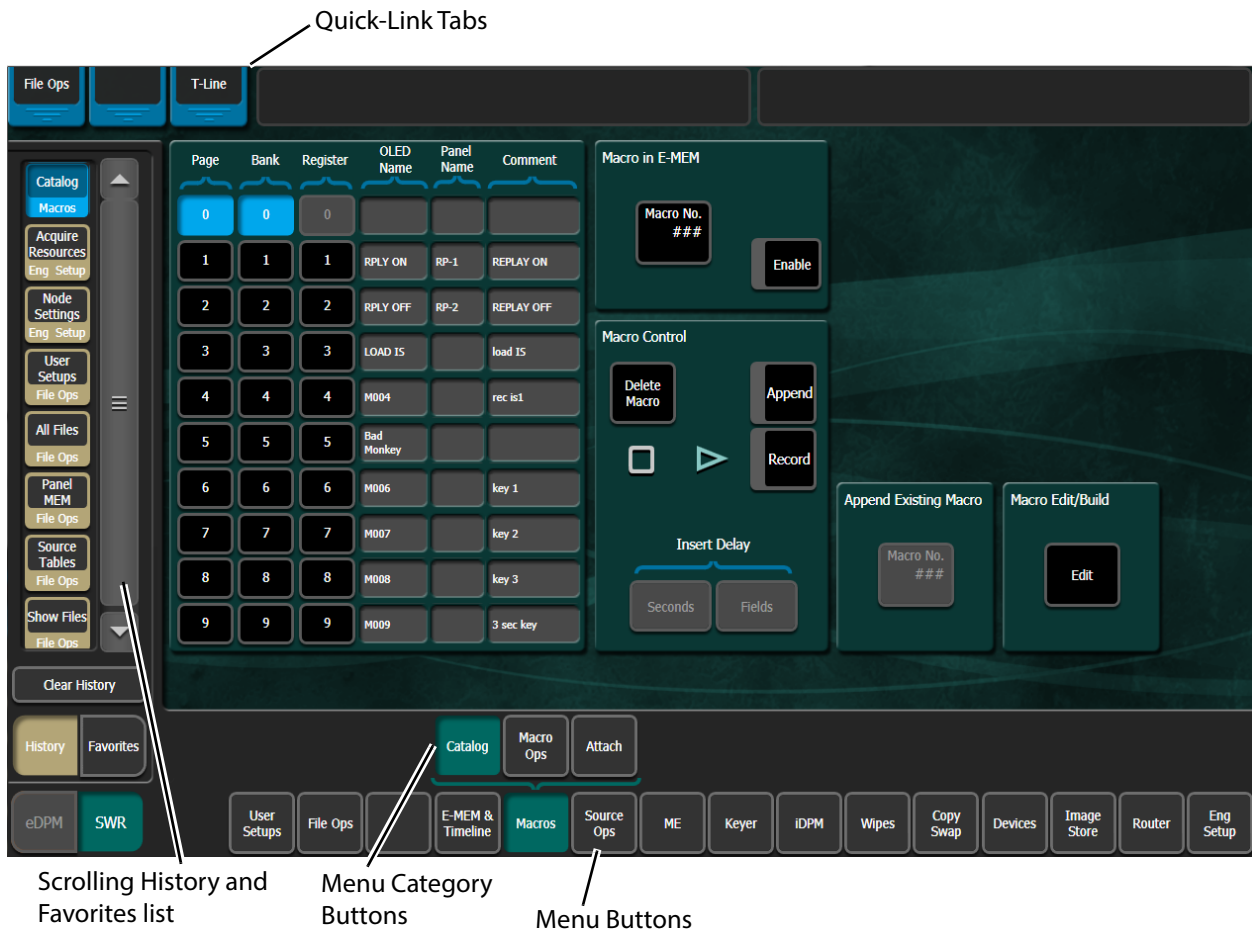 Quick-Link Tabs
File Ops
T-Line
Catalog
Macros
Acquire
Resources
Eng Setup
Node
Settings
Eng Setup
User
Setups
File Ops
All Files
File Ops
Panel
MEM
File Ops
Source
Tables
File Ops
Show Files
File Ops
Clear History
History Favorites
eDPM SWR
Page Bank Register OLED Name Panel Name Comment
0 0 0
1 1 1 RPLY ON RP-1 REPLAY ON
2 2 2 RPLY OFF RP-2 REPLAY OFF
3 3 3 LOAD IS load IS
4 4 4 M004 rec is1
5 5 5 Bad Monkey
6 6 6 M006 key 1
7 7 7 M007 key 2
8 8 8 M008 key 3
9 9 9 M009 3 sec key
Macro in E-MEM
Macro No.
###
Enable
Macro Control
Delete
Macro
Append
Record
Insert Delay
Seconds Fields
Append Existing Macro
Macro No.
###
Macro Edit/Build
Edit
Catalog
Macro
Ops
Attach
User
Setups
File Ops
E-MEM &
Timeline
Macros
Source
Ops
ME
Keyer
iDPM
Wipes
Copy
Swap
Devices
Image
Store
Router
Eng
Setup
Scrolling History and
Favorites list
Menu Category
Buttons
Menu Buttons